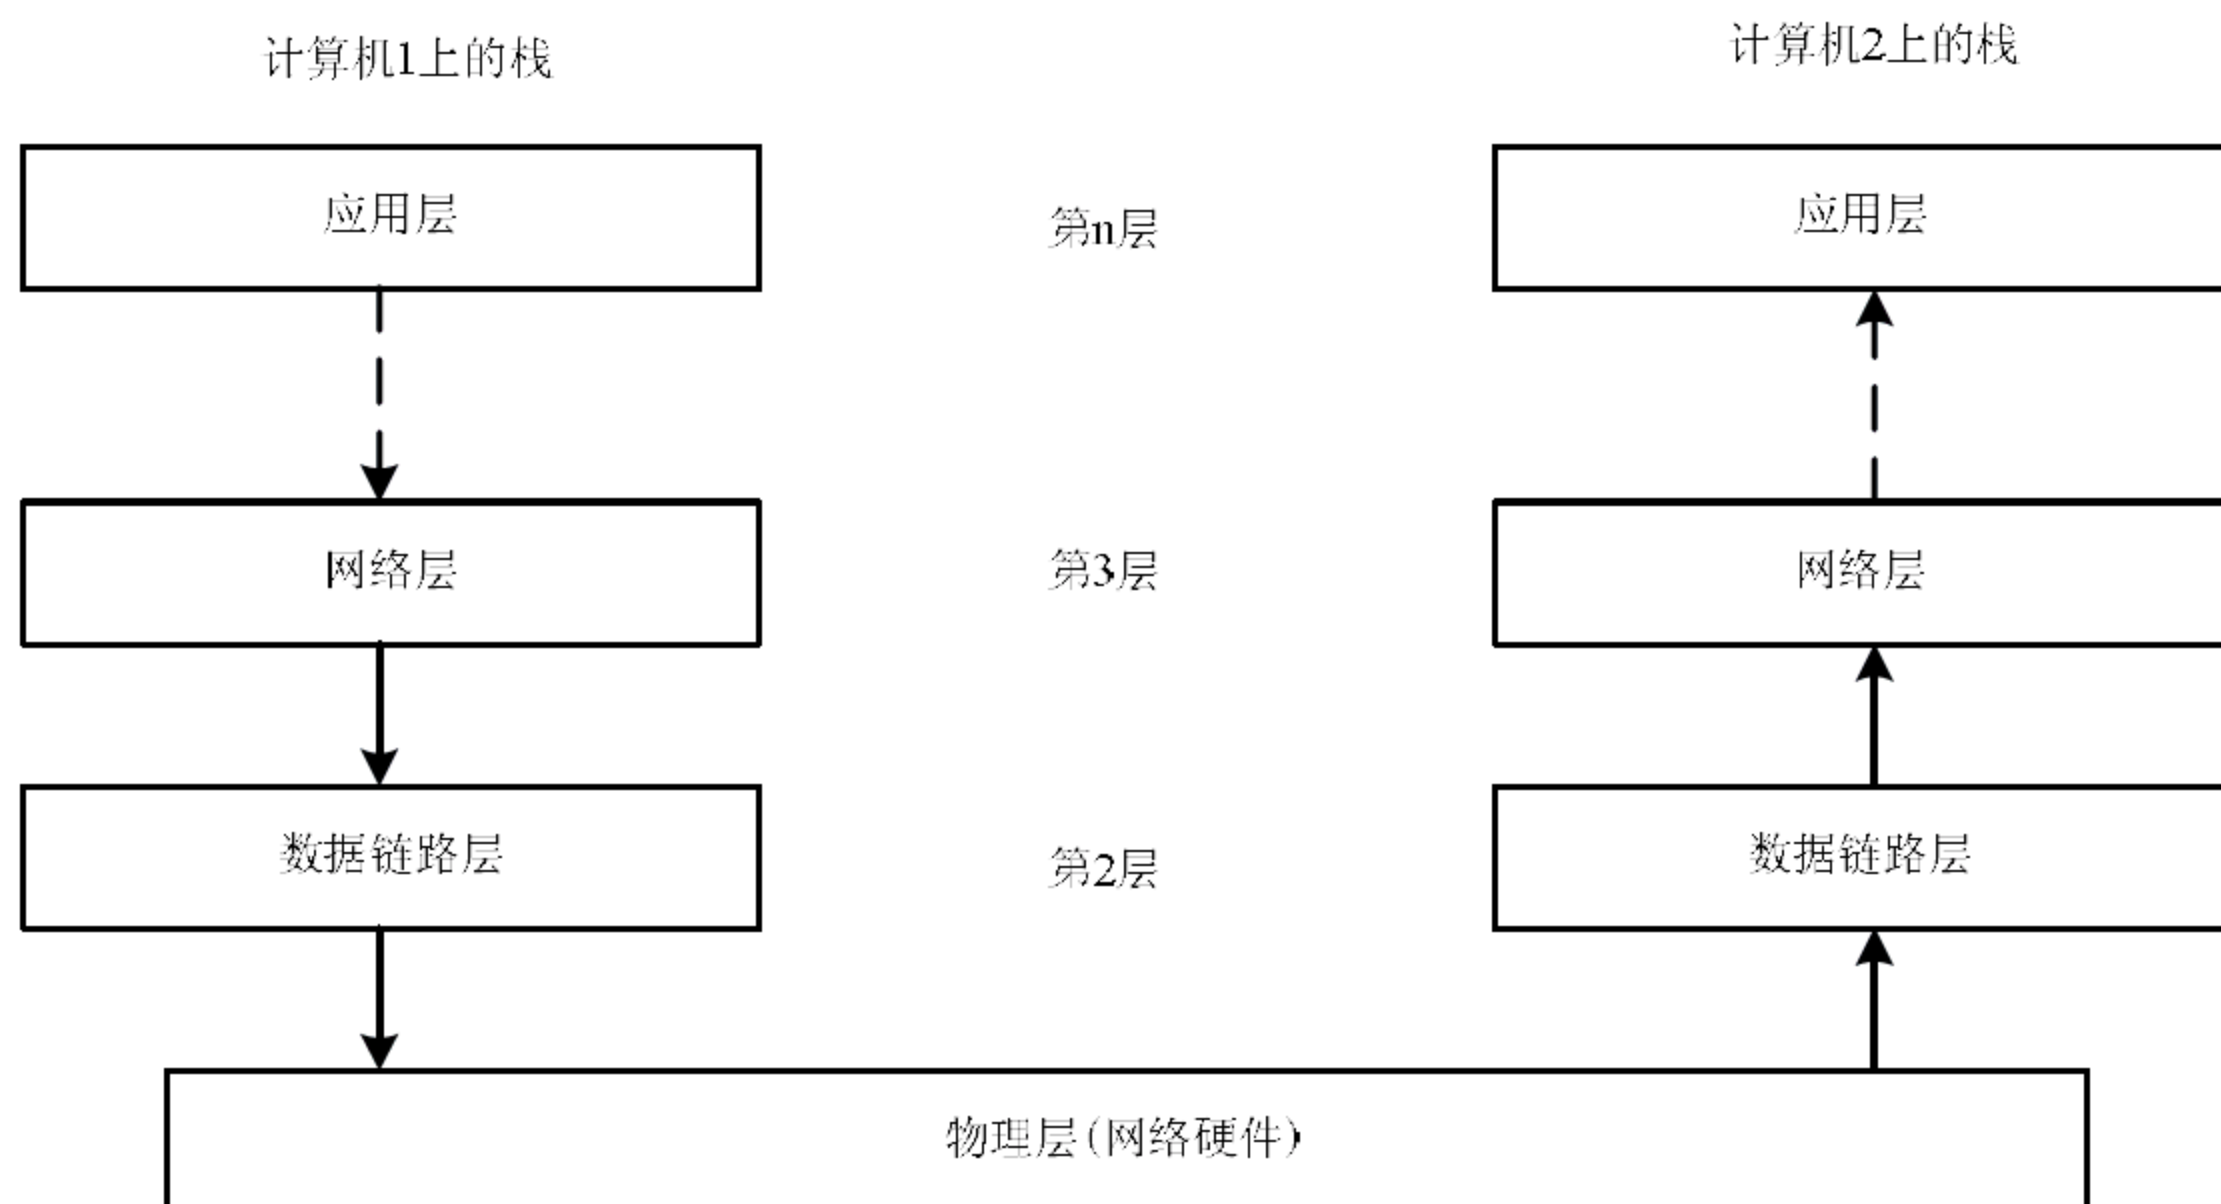 计算机1上的栈
计算机2上的栈
应用层
第n层
应用层
网络层
第3层
网络层
数据链路层
第2层
数据链路层
物理层(网络硬件)